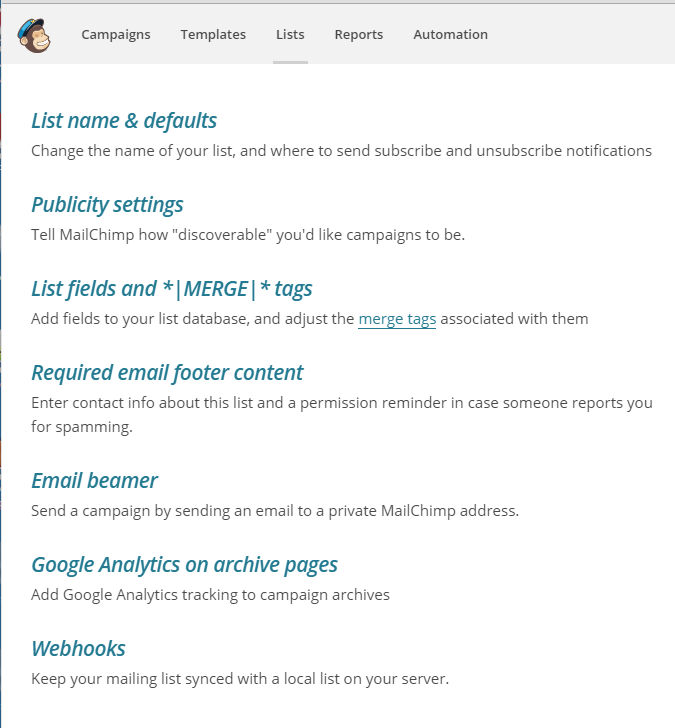 Campaigns Templates Lists Reports Automation
List name & defaults
Change the name of your list, and where to send subscribe and unsubscribe notifications
Publicity settings
Tell MailChimp how "discoverable" you'd like campaigns to be.
List fields and *|MERGE|* tags
Add fields to your list database, and adjust the merge tags associated with them
Required email footer content
Enter contact info about this list and a permission reminder in case someone reports you
for spamming.
Email beamer
Send a campaign by sending an email to a private MailChimp address.
Google Analytics on archive pages
Add Google Analytics tracking to campaign archives
Webhooks
Keep your mailing list synced with a local list on your server.